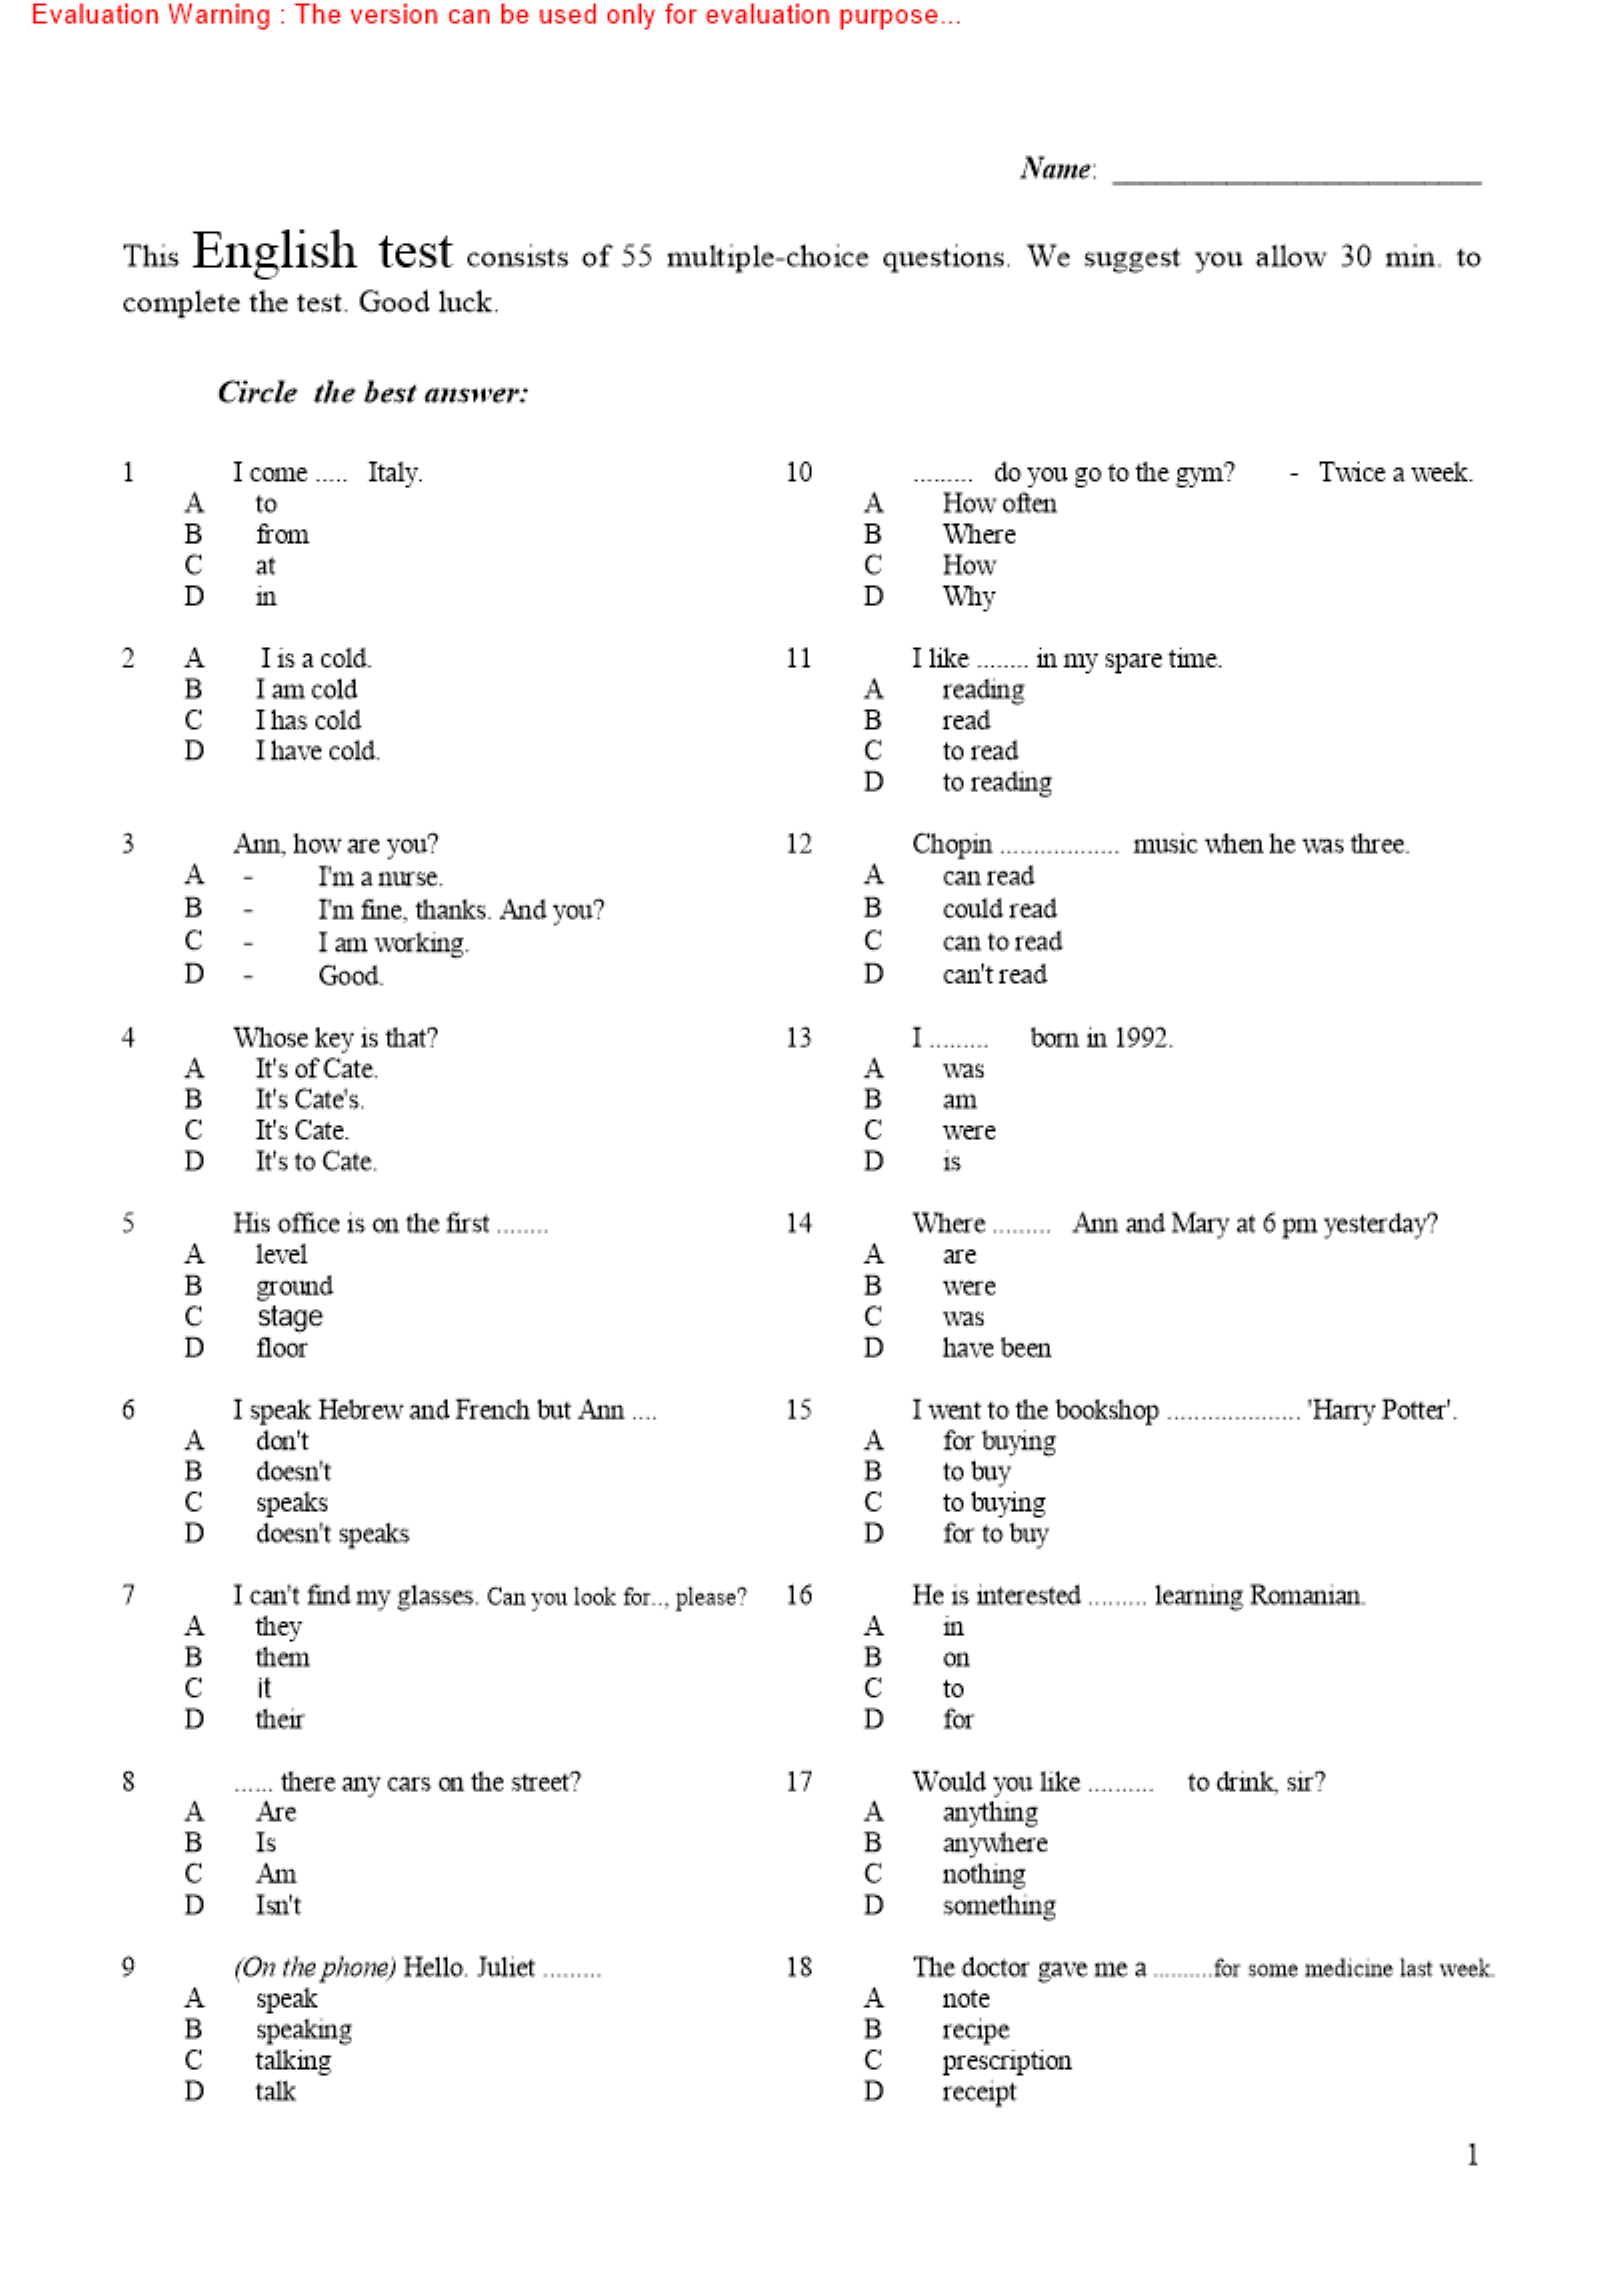 Evaluation Warning : The version can be used only for evaluation purpose...
Name: __________________________
This English test consists of 55 multiple-choice questions. We suggest you allow 30 min. to
complete the test. Good luck.
Circle the best answer:
1 I come ..... Italy.
A to
B from
C at
D in
2 A I is a cold.
B I am cold
C I has cold
D I have cold.
3 Ann, how are you?
A - I'm a nurse.
B - I'm fine, thanks. And you?
C - I am working.
D - Good.
4 Whose key is that?
A It's of Cate.
B It's Cate's.
C It's Cate.
D It's to Cate.
5 His office is on the first ........
A level
B ground
C stage
D floor
6 I speak Hebrew and French but Ann ....
A don't
B doesn't
C speaks
D doesn't speaks
7 I can't find my glasses. Can you look for.., please?
A they
B them
C it
D their
8 ...... there any cars on the street?
A Are
B Is
C Am
D Isn't
9 (On the phone) Hello. Juliet .........
A speak
B speaking
C talking
D talk
10 ......... do you go to the gym? - Twice a week.
A How often
B Where
C How
D Why
11 I like ........ in my spare time.
A reading
B read
C to read
D to reading
12 Chopin .................. music when he was three.
A can read
B could read
C can to read
D can't read
13 I ......... born in 1992.
A was
B am
C were
D is
14 Where ......... Ann and Mary at 6 pm yesterday?
A are
B were
C was
D have been
15 I went to the bookshop .................... 'Harry Potter'.
A for buying
B to buy
C to buying
D for to buy
16 He is interested ......... learning Romanian.
A in
B on
C to
D for
17 Would you like .......... to drink, sir?
A anything
B anywhere
C nothing
D something
18 The doctor gave me a ..........for some medicine last week.
A note
B recipe
C prescription
D receipt
1